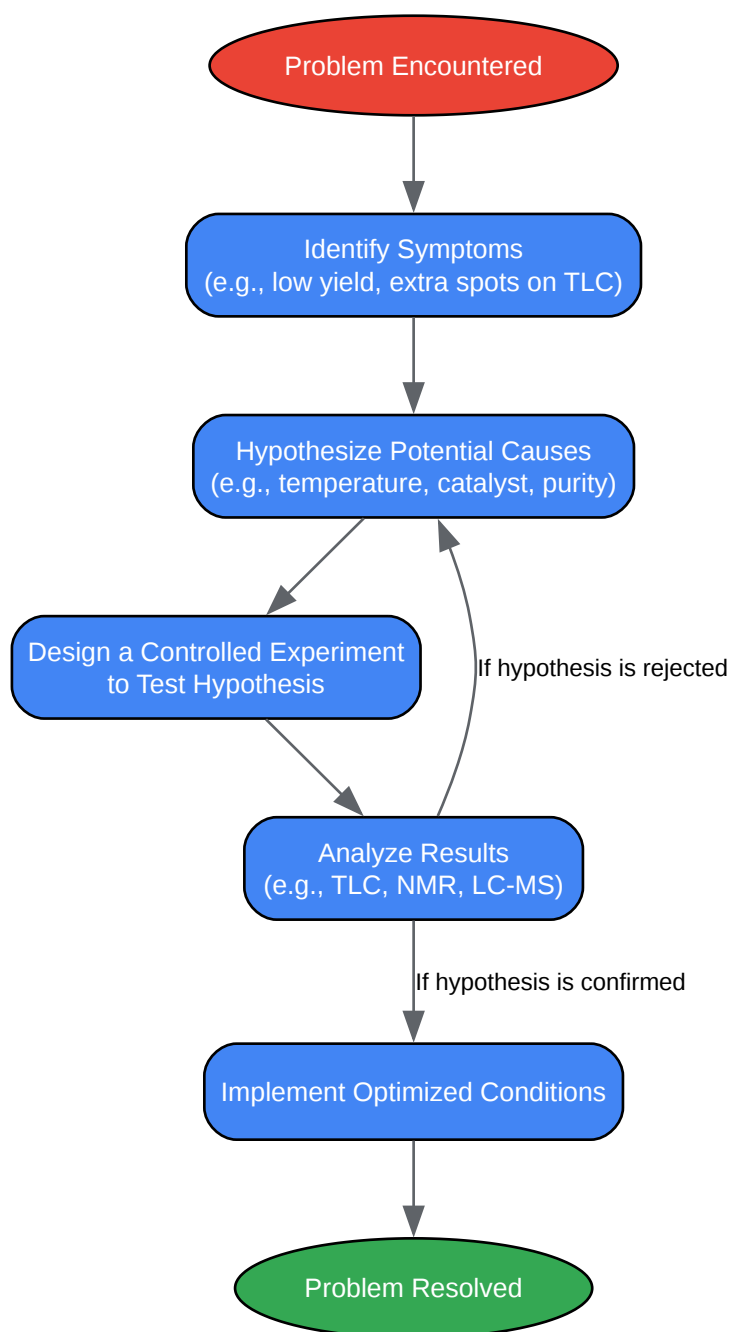 Problem Encountered
Identify Symptoms
(e.g., low yield, extra spots on TLC)
Hypothesize Potential Causes
(e.g., temperature, catalyst, purity)
Design a Controlled Experiment
to Test Hypothesis
If hypothesis is rejected
Analyze Results
(e.g., TLC, NMR, LC-MS)
If hypothesis is confirmed
Implement Optimized Conditions
Problem Resolved